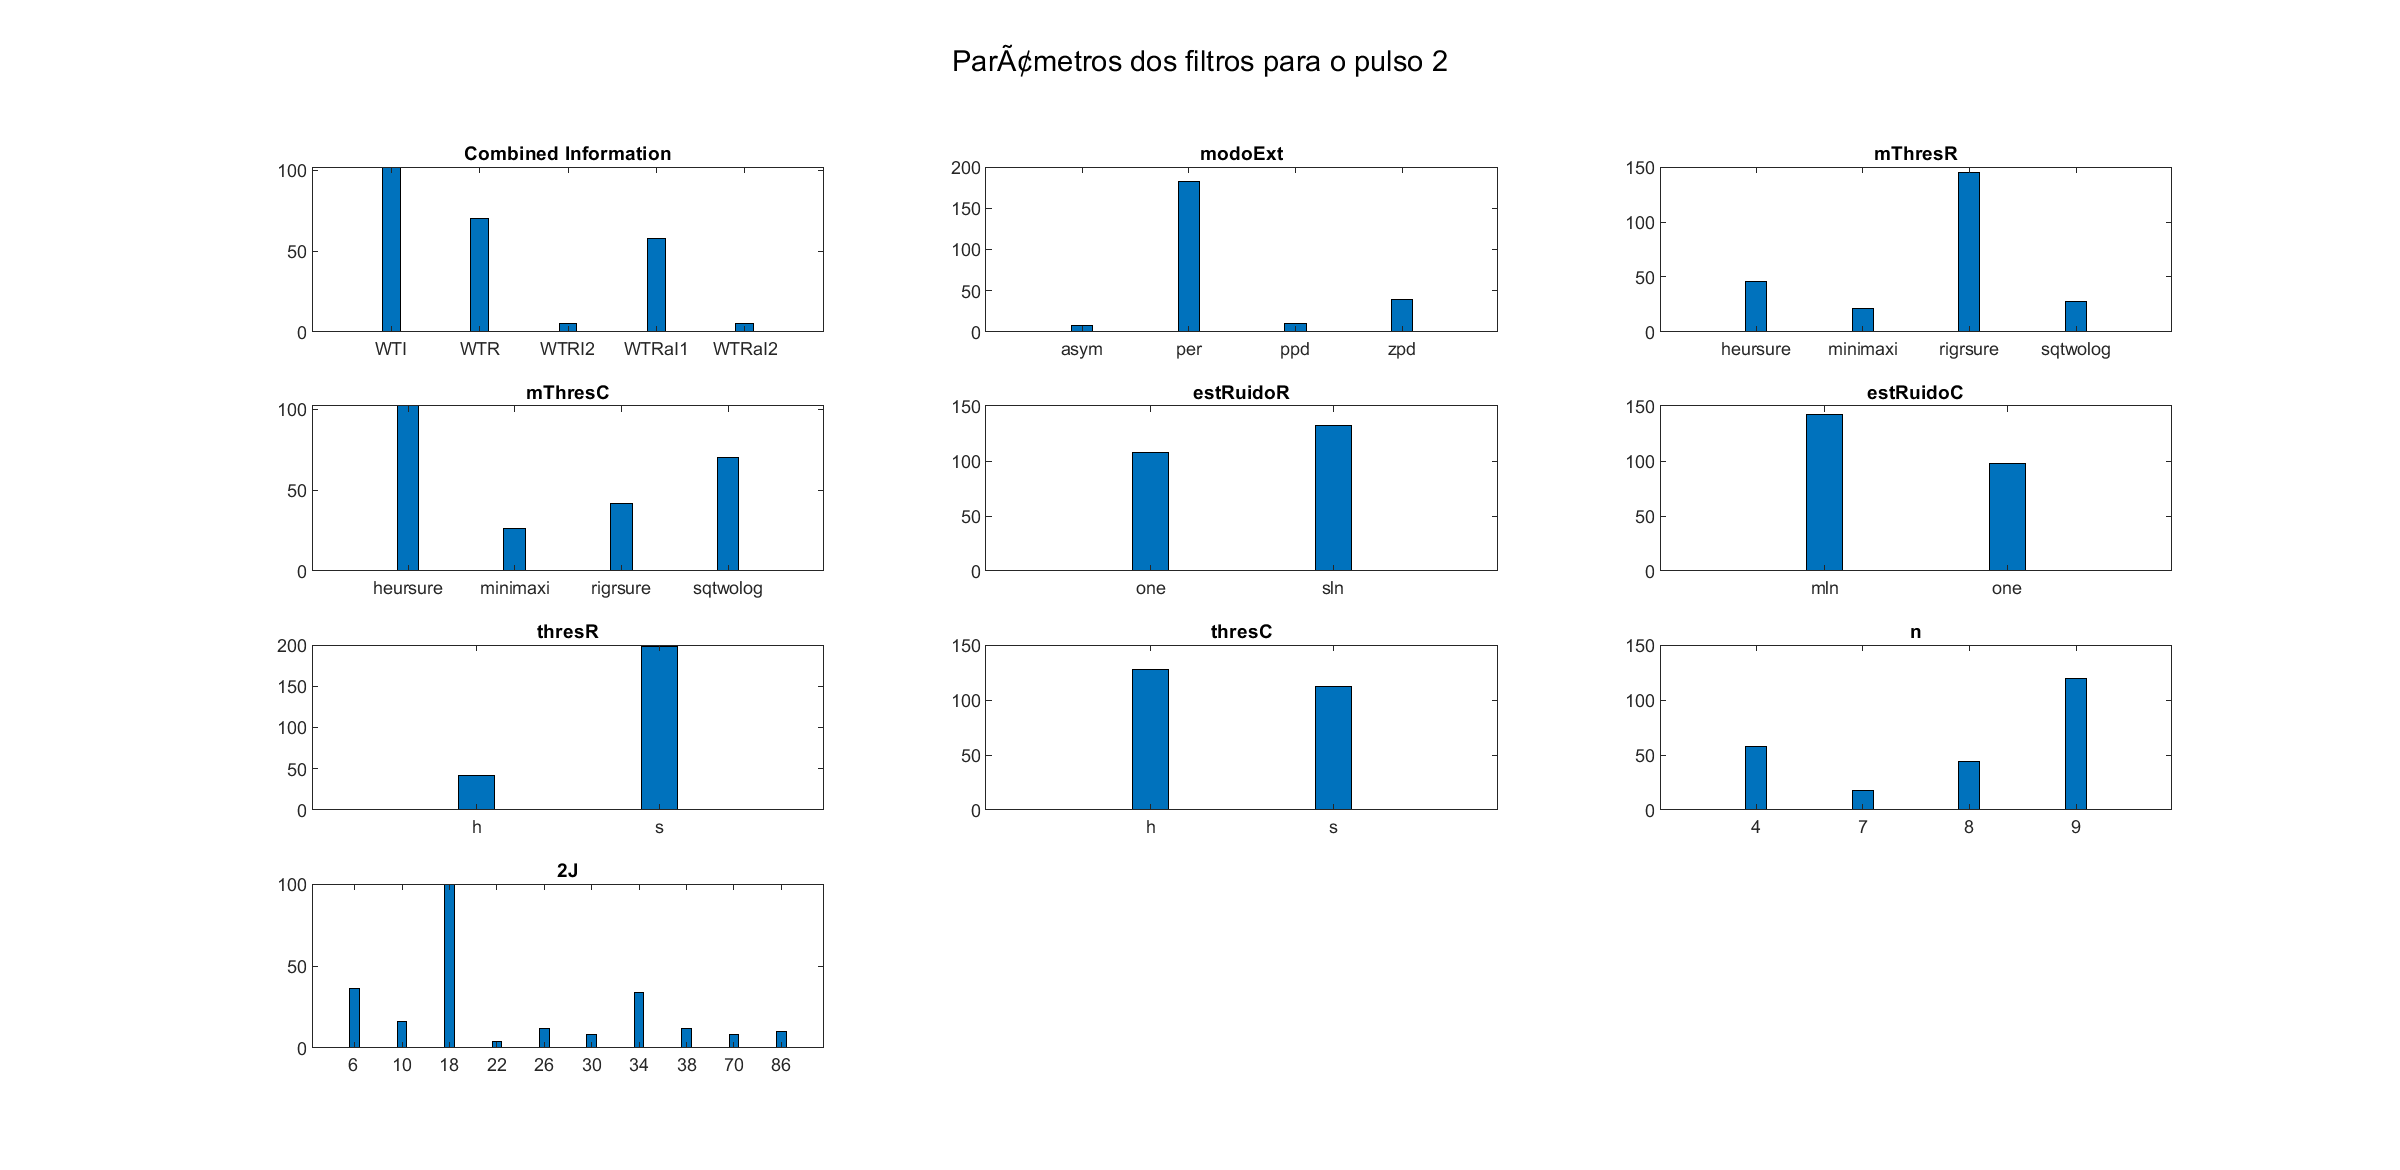 ParÃ¢metros dos filtros para o pulso 2
Combined Information
100
50
0
WTI WTR WTRI2 WTRaI1 WTRaI2
modoExt
200
150
100
50
0
asym per ppd zpd
mThresR
150
100
50
0
heursure minimaxi rigrsure sqtwolog
mThresC
100
50
0
heursure minimaxi rigrsure sqtwolog
estRuidoR
150
100
50
0
one sln
estRuidoC
150
100
50
0
mln one
thresR
200
150
100
50
0
h s
thresC
150
100
50
0
h s
n
150
100
50
0
4 7 8 9
2J
100
50
0
6 10 18 22 26 30 34 38 70 86